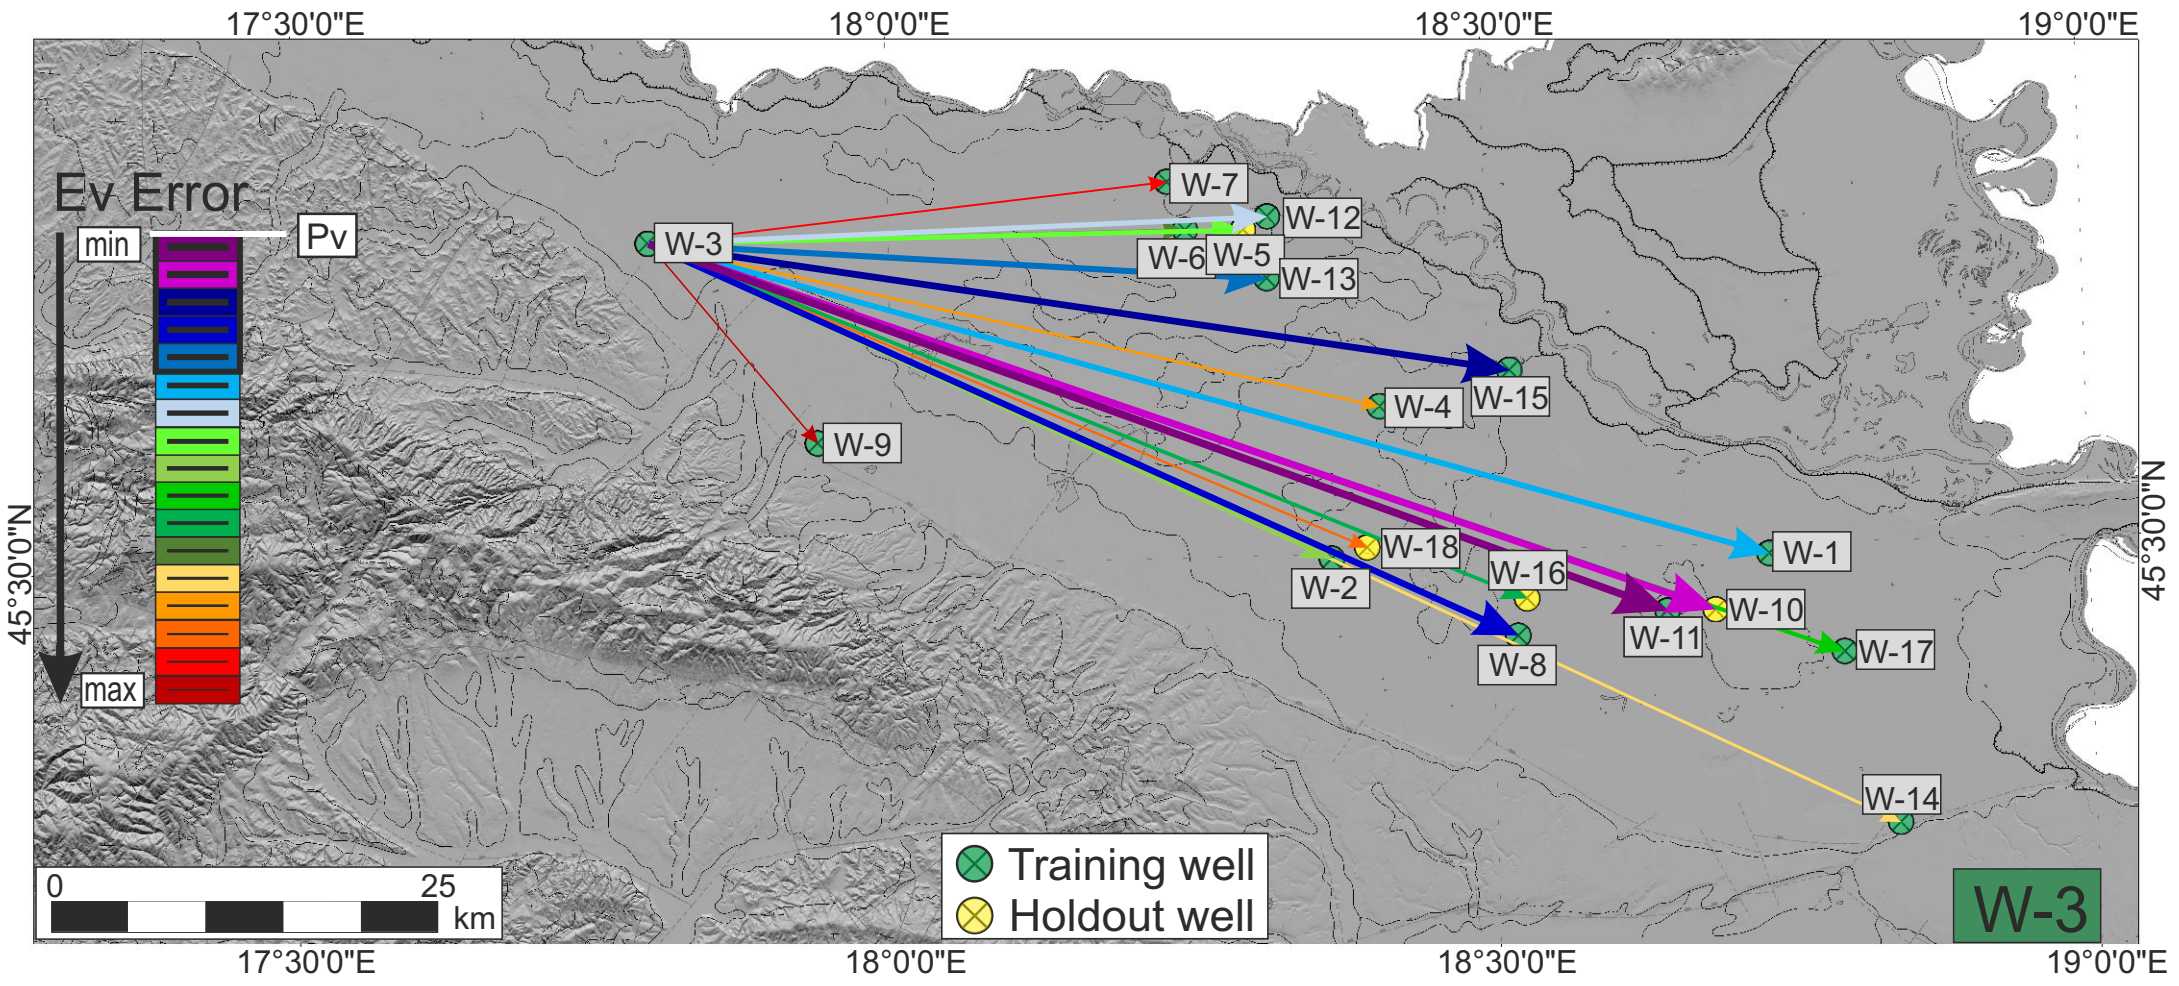 17°30'0"E 18°0'0"E 18°30'0"E 19°0'0"E
Ev Error
min
Pv
max
W-7
W-12
W-3
W-6
W-5
W-13
W-15
W-4
W-9
W-18
W-1
W-16
W-2
W-10
W-11
W-17
W-8
W-14
45°30'0"N
45°30'0"N
Training well
Holdout well
0 25
km
W-3
17°30'0"E 18°0'0"E 18°30'0"E 19°0'0"E